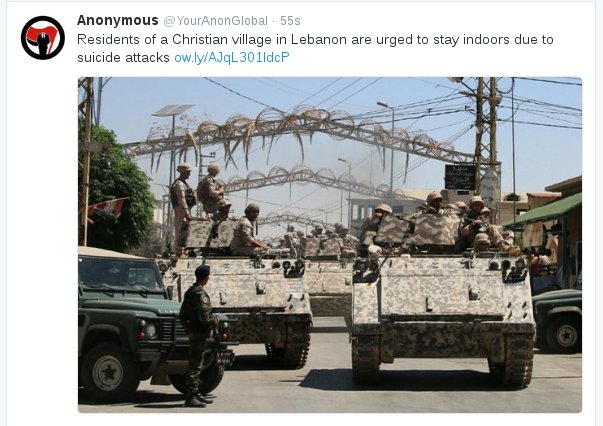 Anonymous @YourAnonGlobal · 55s
Residents of a Christian village in Lebanon are urged to stay indoors due to
suicide attacks ow.ly/AJqL301ldcP